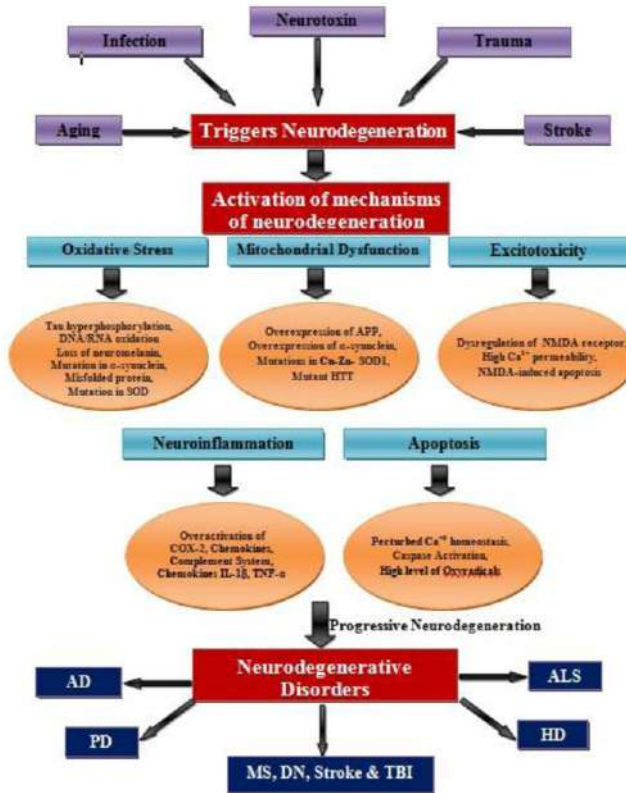 Neurotoxin
Infection
Trauma
Aging
Triggers Neurodegeneration
Stroke
Activation of mechanisms
of neurodegeneration
Oxidative Stress
Mitochondrial Dysfunction
Excitotoxicity
Tau hyperphosphorylation,
DNA/RNA oxidation
Loss of neuromelanin,
Mutation in α-synuclein,
Misfolded protein,
Mutation in SOD
Overexpression of APP,
Overexpression of α-synuclein,
Mutations in Cu-Zn- SOD1,
Mutant HTT
Dysregulation of NMDA receptor,
High Ca²⁺ permeability,
NMDA-induced apoptosis
Neuroinflammation
Apoptosis
Overactivation of
COX-2, Chemokines,
Complement System,
Chemokines IL-1β, TNF-α
Perturbed Ca⁺² homeostasis,
Caspase Activation,
High level of Oxyradicals
Progressive Neurodegeneration
Neurodegenerative
Disorders
AD
ALS
PD
HD
MS, DN, Stroke & TBI